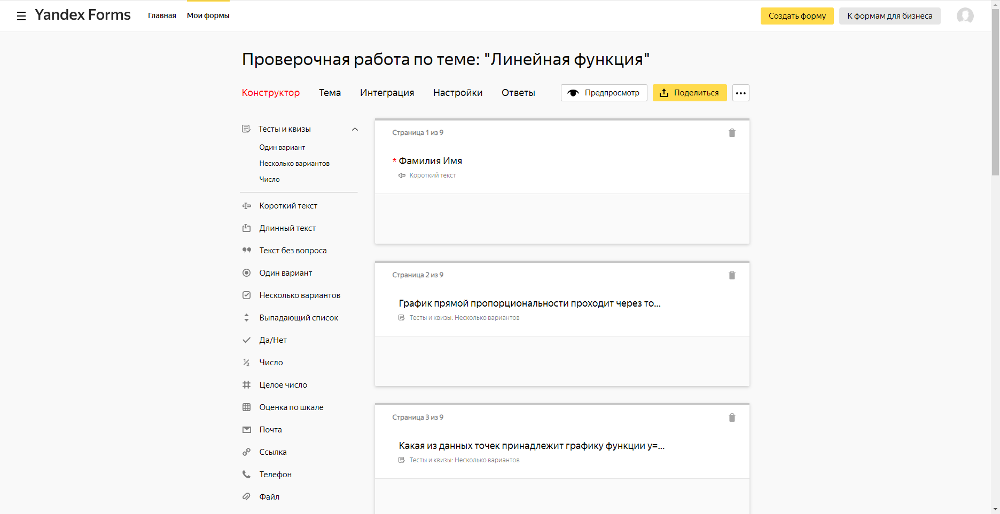 Yandex Forms
Главная
Мои формы
Создать форму
К формам для бизнеса
Проверочная работа по теме: "Линейная функция"
Конструктор
Тема
Интеграция
Настройки
Ответы
Предпросмотр
Поделиться
Тесты и квизы
Один вариант
Несколько вариантов
Число
Короткий текст
Длинный текст
Текст без вопроса
Один вариант
Несколько вариантов
Выпадающий список
Да/Нет
Число
Целое число
Оценка по шкале
Почта
Ссылка
Телефон
Файл
Страница 1 из 9
* Фамилия Имя
Короткий текст
Страница 2 из 9
График прямой пропорциональности проходит через то...
Тесты и квизы: Несколько вариантов
Страница 3 из 9
Какая из данных точек принадлежит графику функции y=...
Тесты и квизы: Несколько вариантов